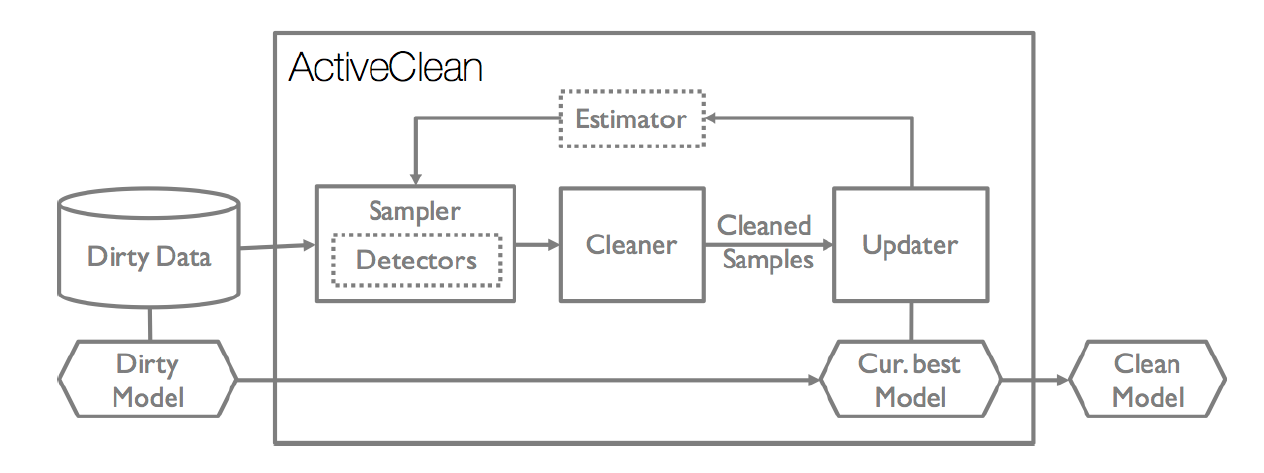 ActiveClean
Estimator
Sampler
Detectors
Dirty Data
Cleaner
Cleaned
Samples
Updater
Dirty
Model
Cur. best
Model
Clean
Model